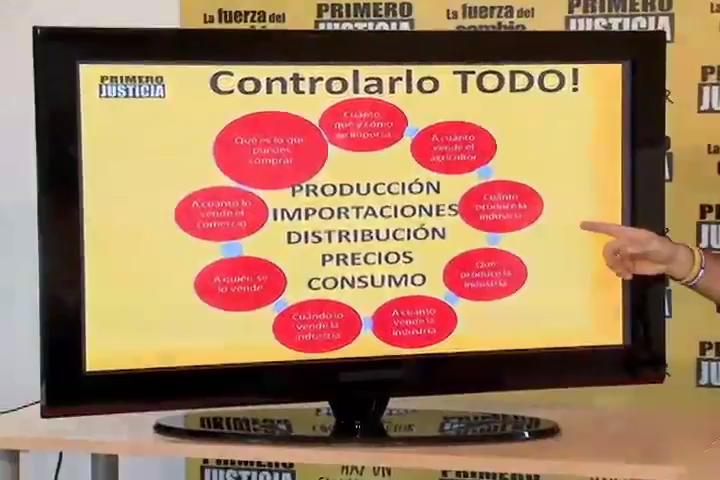 La fuerza del
PRIMERO
JUSTICIA
La fuerza del
cambio
PRIMERO
JUSTICIA
PRIMERO
JUSTICIA
Controlarlo TODO!
Cuánto,
qué y cómo
se importa
Qué es lo que
puedes
comprar
A cuánto
vende el
agricultor
A cuanto lo
vende el
comercio
Cuánto
produce la
industria
PRODUCCIÓN
IMPORTACIONES
DISTRIBUCIÓN
PRECIOS
CONSUMO
A quién se
lo vende
Qué
produce la
industria
Cuándo lo
vende la
industria
A cuanto
vende la
industria
PRIMERO
JUSTICIA